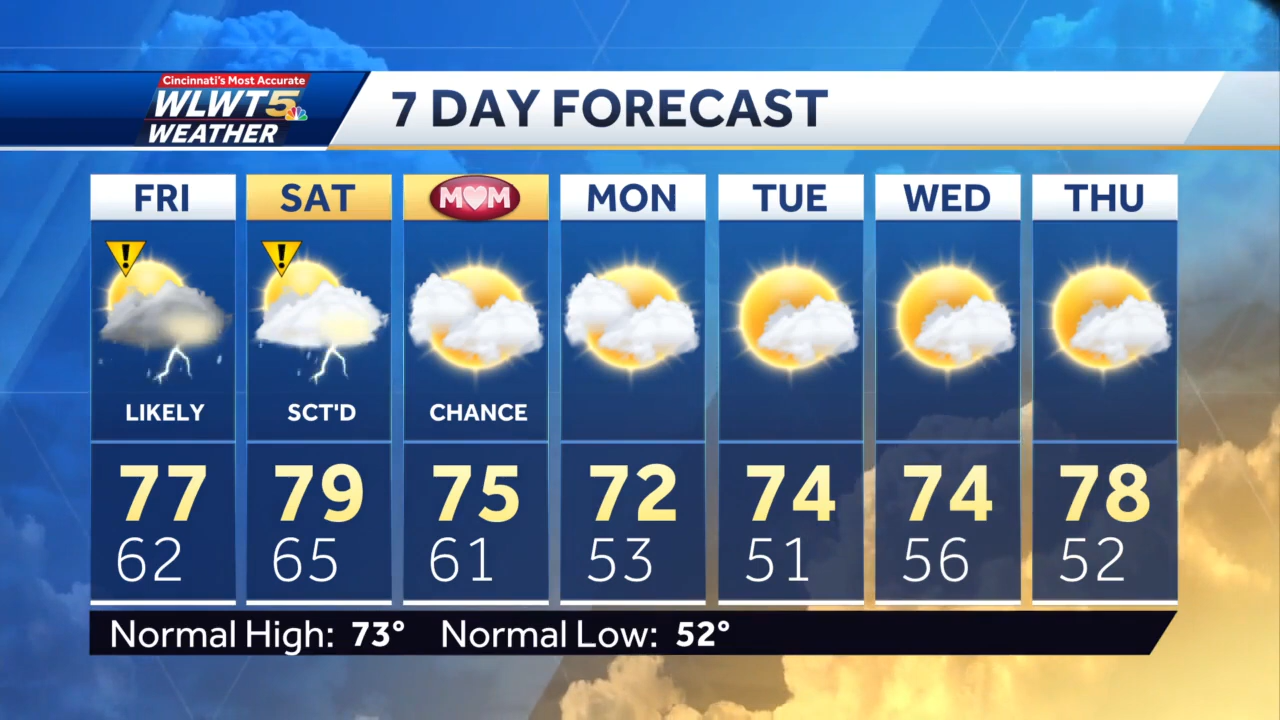 Cincinnati's Most Accurate
WLWT5
WEATHER
7 DAY FORECAST
FRI SAT M♥M MON TUE WED THU
! !
LIKELY SCT'D CHANCE
77 79 75 72 74 74 78
62 65 61 53 51 56 52
Normal High: 73° Normal Low: 52°